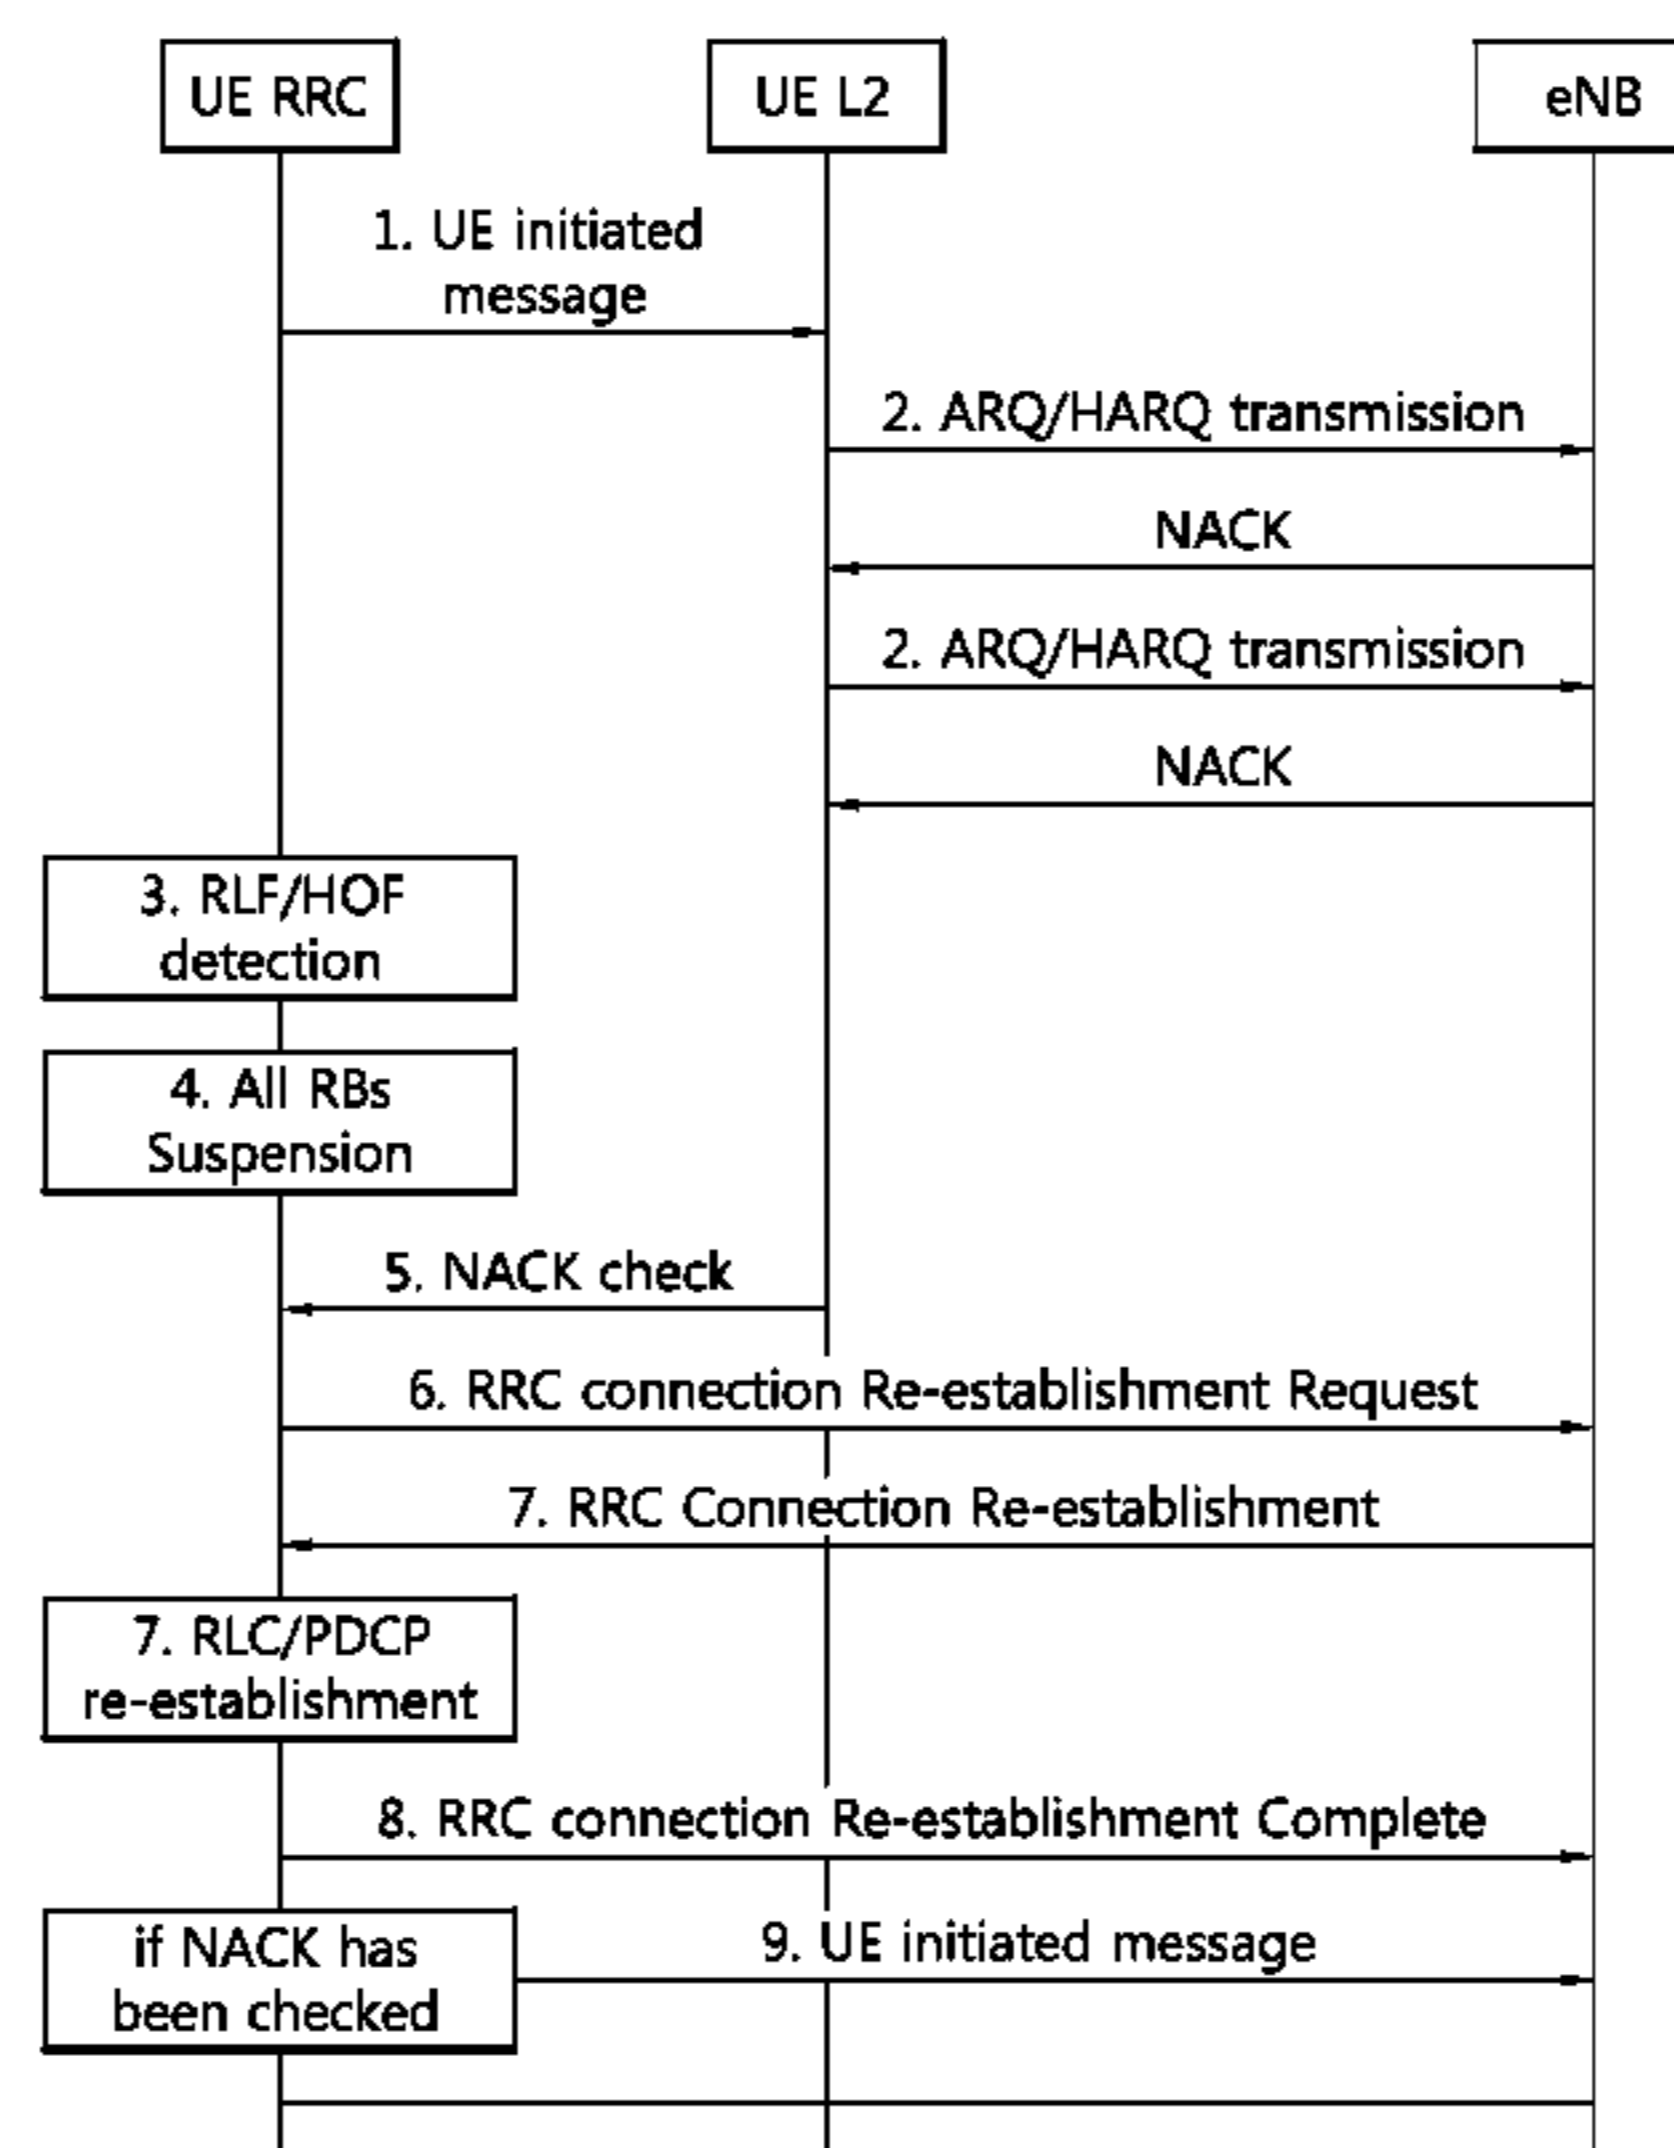 UE RRC
UE L2
eNB
1. UE initiated
message
2. ARQ/HARQ transmission
NACK
2. ARQ/HARQ transmission
NACK
3. RLF/HOF
detection
4. All RBs
Suspension
5. NACK check
6. RRC connection Re-establishment Request
7. RRC Connection Re-establishment
7. RLC/PDCP
re-establishment
8. RRC connection Re-establishment Complete
if NACK has
been checked
9. UE initiated message